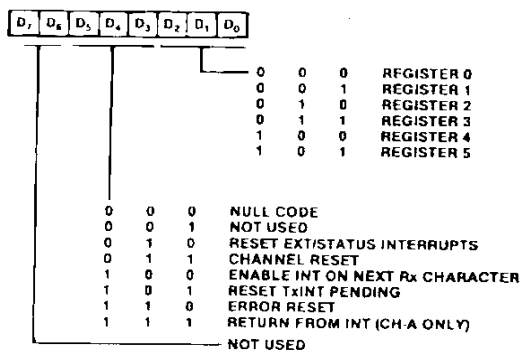 D7 D6 D5 D4 D3 D2 D1 D0
0 0 0 REGISTER 0
0 0 1 REGISTER 1
0 1 0 REGISTER 2
0 1 1 REGISTER 3
1 0 0 REGISTER 4
1 0 1 REGISTER 5
0 0 0 NULL CODE
0 0 1 NOT USED
0 1 0 RESET EXT/STATUS INTERRUPTS
0 1 1 CHANNEL RESET
1 0 0 ENABLE INT ON NEXT Rx CHARACTER
1 0 1 RESET TxINT PENDING
1 1 0 ERROR RESET
1 1 1 RETURN FROM INT (CH-A ONLY)
NOT USED